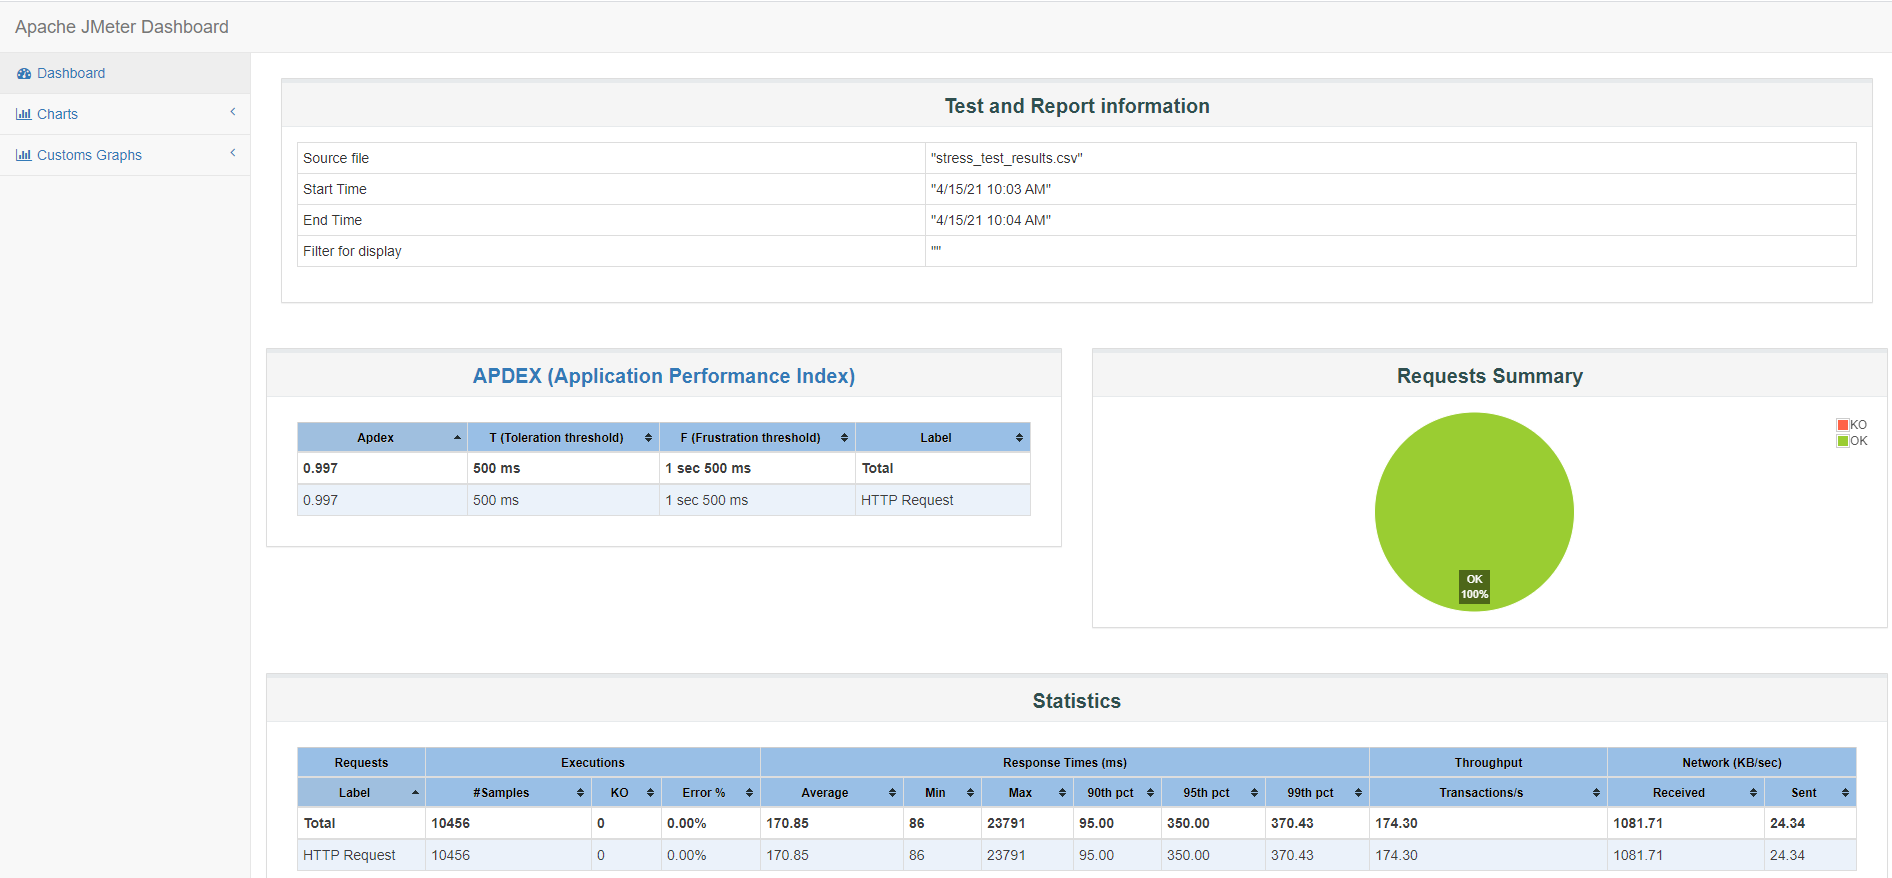 Apache JMeter Dashboard
Dashboard
Charts
Customs Graphs
Test and Report information
Source file "stress_test_results.csv"
Start Time "4/15/21 10:03 AM"
End Time "4/15/21 10:04 AM"
Filter for display ""
APDEX (Application Performance Index)
Apdex T (Toleration threshold) F (Frustration threshold) Label
0.997 500 ms 1 sec 500 ms Total
0.997 500 ms 1 sec 500 ms HTTP Request
Requests Summary
KO
OK
OK
100%
Statistics
Requests Executions Response Times (ms) Throughput Network (KB/sec)
Label #Samples KO Error % Average Min Max 90th pct 95th pct 99th pct Transactions/s Received Sent
Total 10456 0 0.00% 170.85 86 23791 95.00 350.00 370.43 174.30 1081.71 24.34
HTTP Request 10456 0 0.00% 170.85 86 23791 95.00 350.00 370.43 174.30 1081.71 24.34